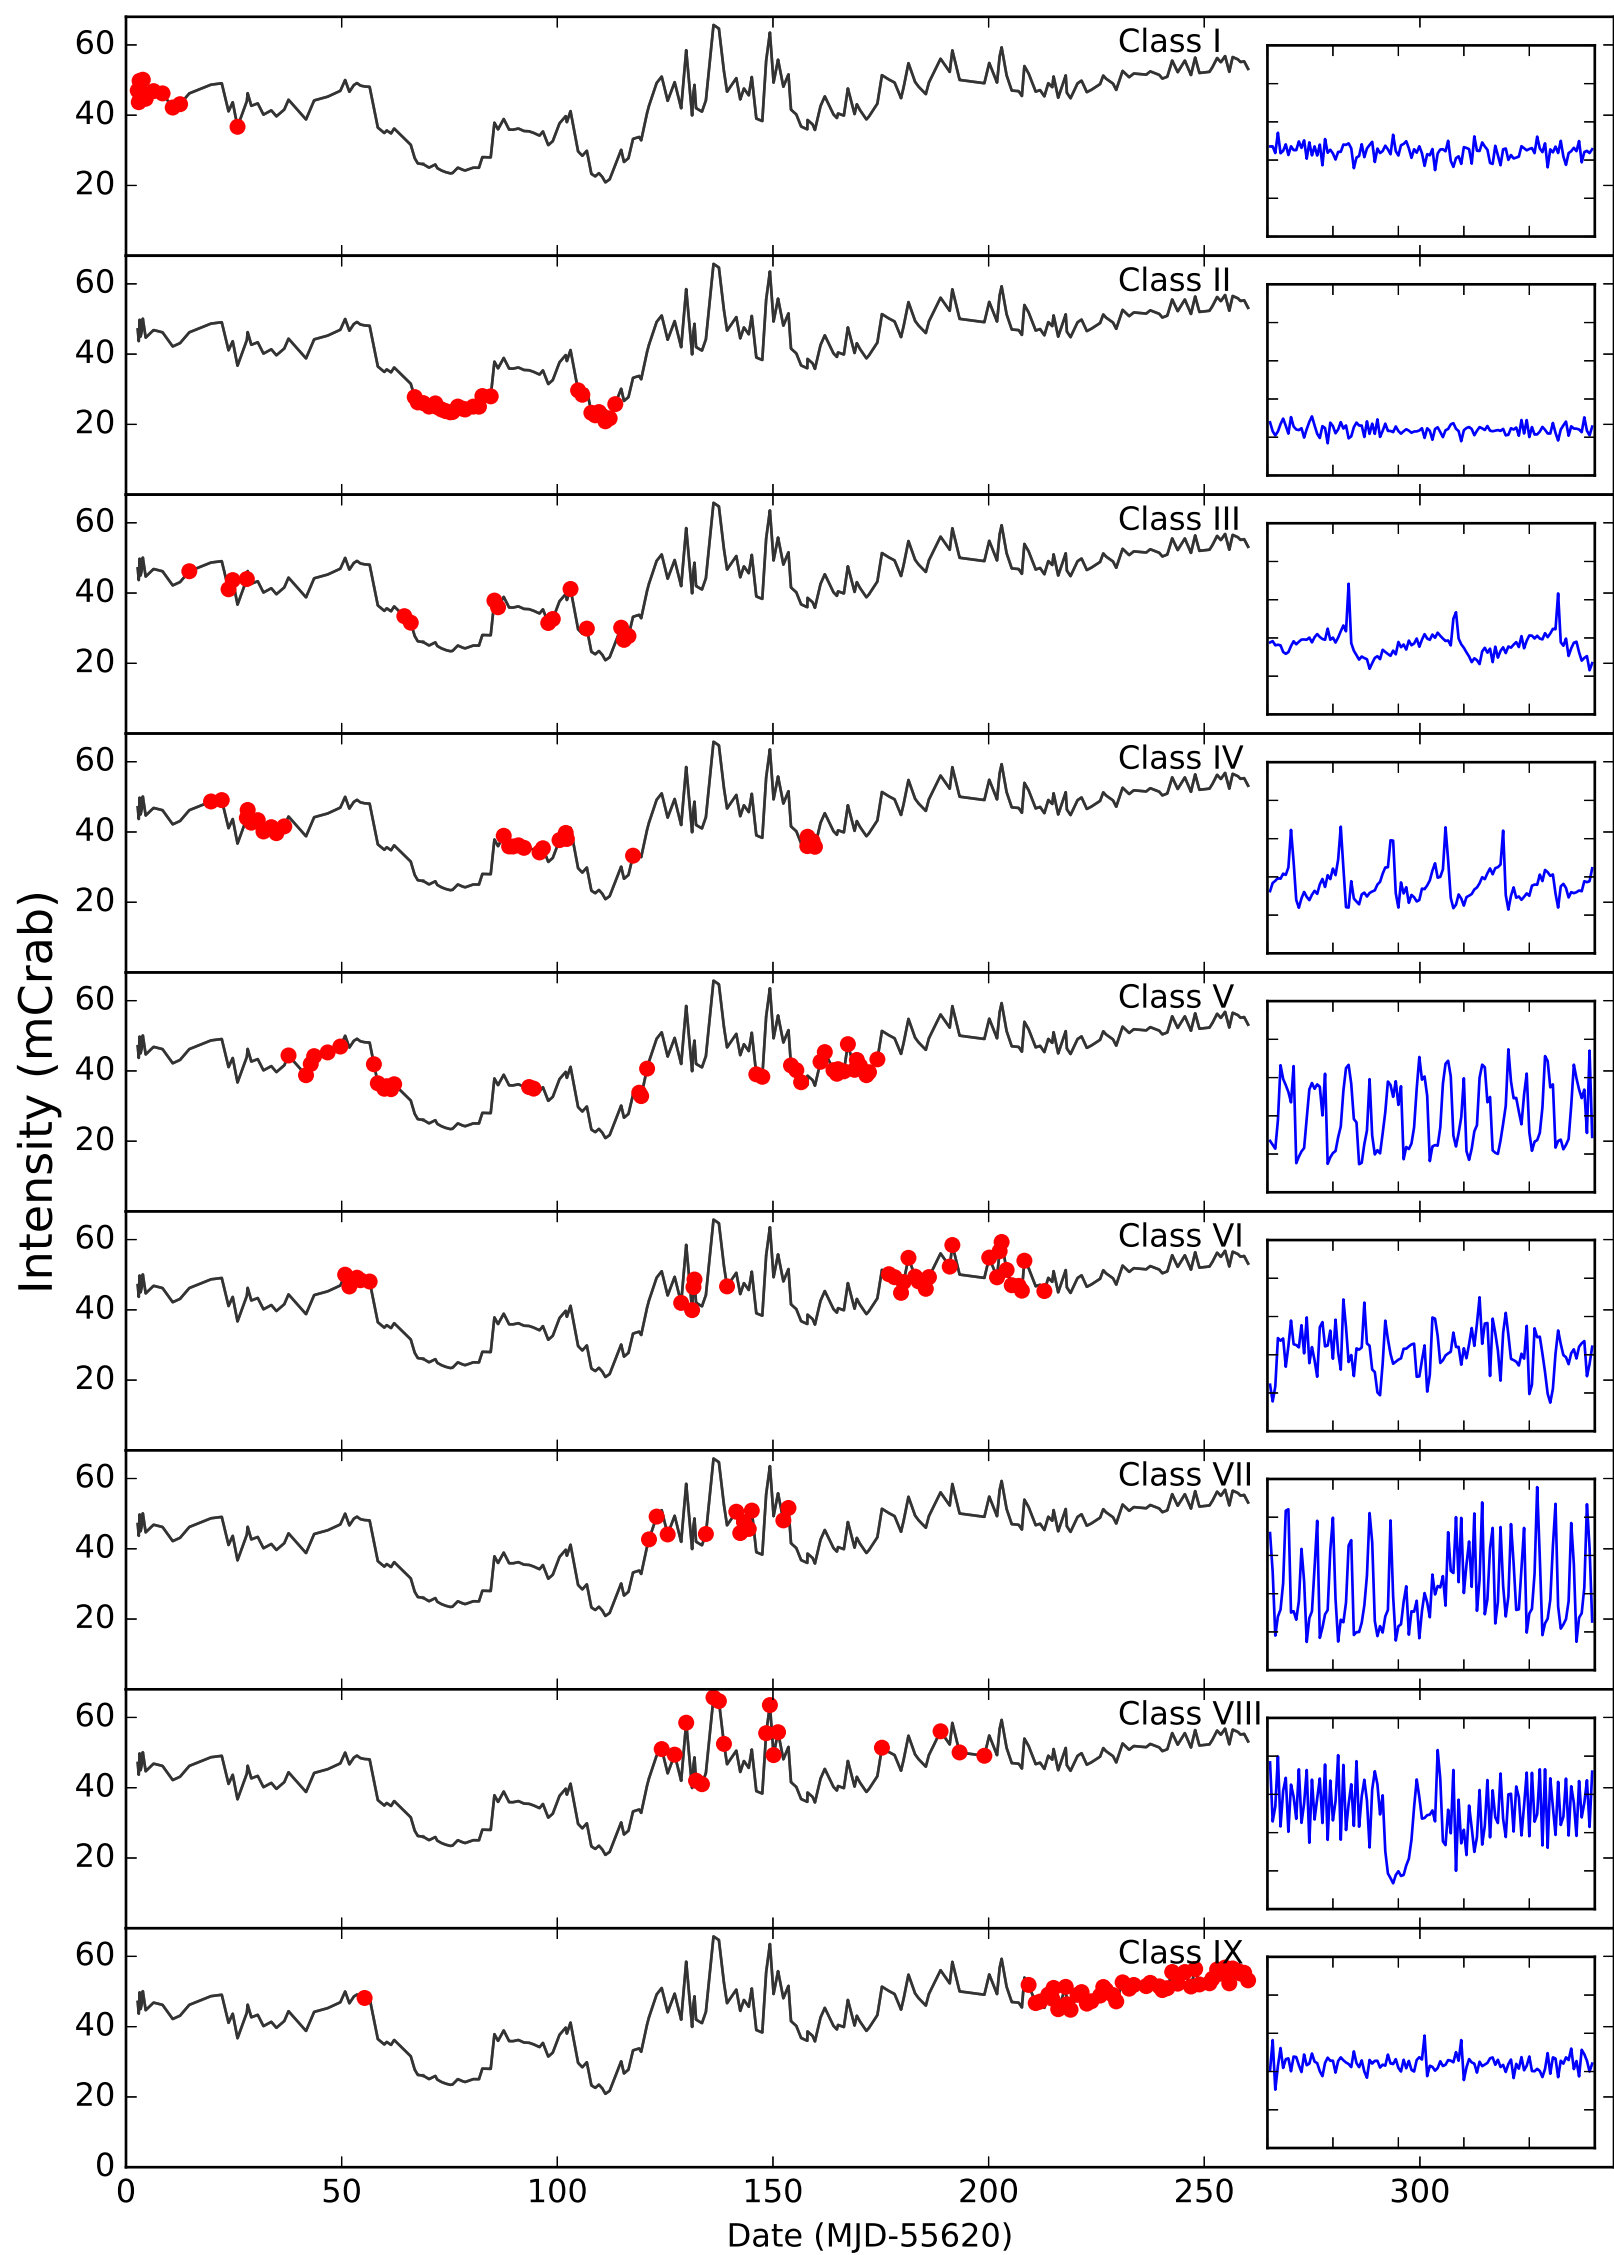 Intensity (mCrab)
60
40
20
Class I
60
40
20
Class II
60
40
20
Class III
60
40
20
Class IV
60
40
20
Class V
60
40
20
Class VI
60
40
20
Class VII
60
40
20
Class VIII
60
40
20
0
Class IX
0 50 100 150 200 250 300
Date (MJD-55620)